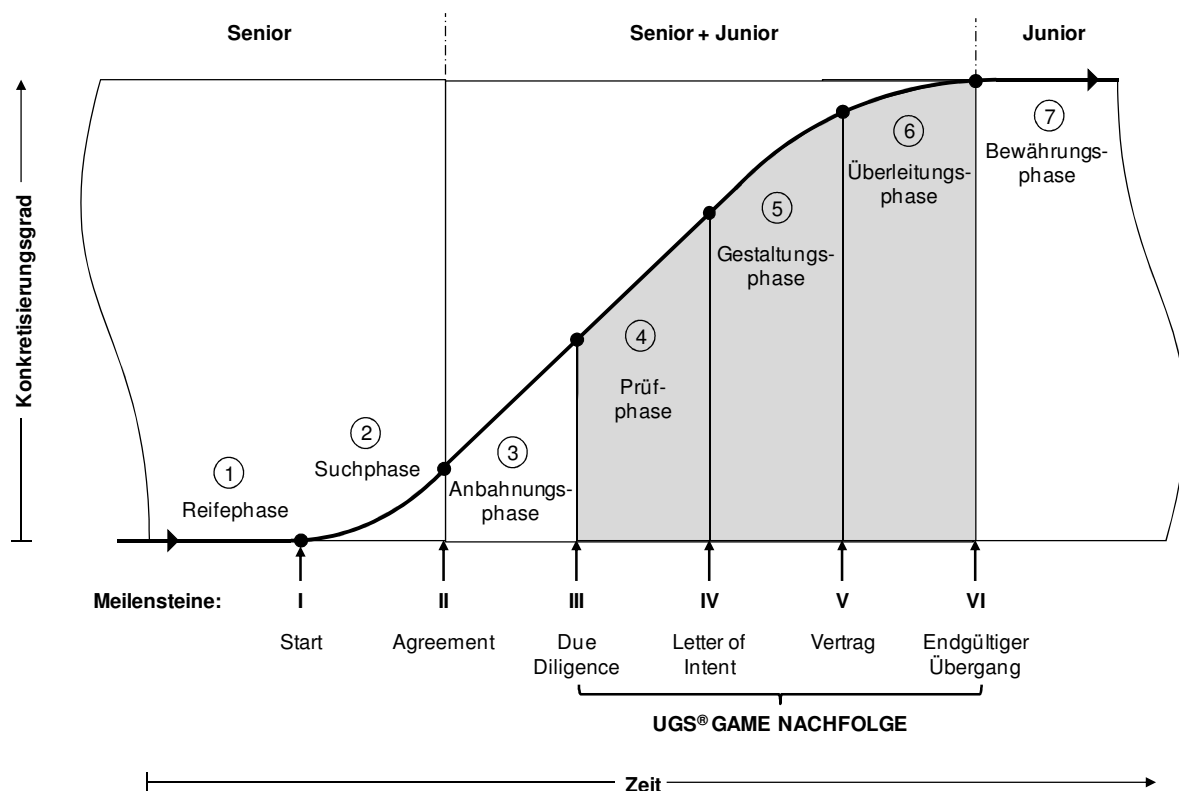 Senior
Senior + Junior
Junior
Konkretisierungsgrad
1
Reifephase
2
Suchphase
3
Anbahnungs-
phase
4
Prüf-
phase
5
Gestaltungs-
phase
6
Überleitungs-
phase
7
Bewährungs-
phase
Meilensteine:
I
II
III
IV
V
VI
Start
Agreement
Due
Diligence
Letter of
Intent
Vertrag
Endgültiger
Übergang
UGS® GAME NACHFOLGE
Zeit